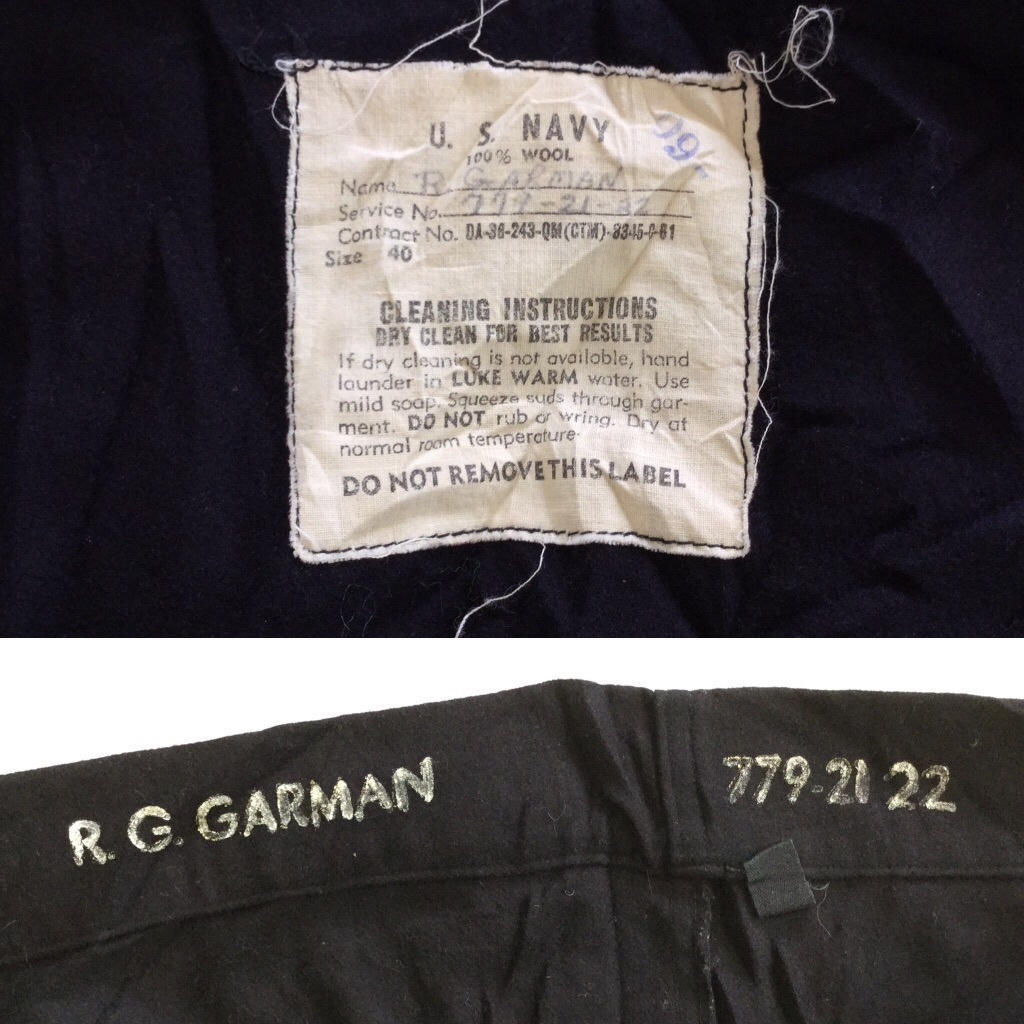 U. S. NAVY
100% WOOL
Name R. GARMAN
Service No. 779-21-22
Contract No. DA-36-243-QM(CTM)-8345-C-61
Size 40
CLEANING INSTRUCTIONS
DRY CLEAN FOR BEST RESULTS
If dry cleaning is not available, hand
launder in LUKE WARM water. Use
mild soap. Squeeze suds through gar-
ment. DO NOT rub or wring. Dry at
normal room temperature.
DO NOT REMOVE THIS LABEL
R. G. GARMAN 779-21 22